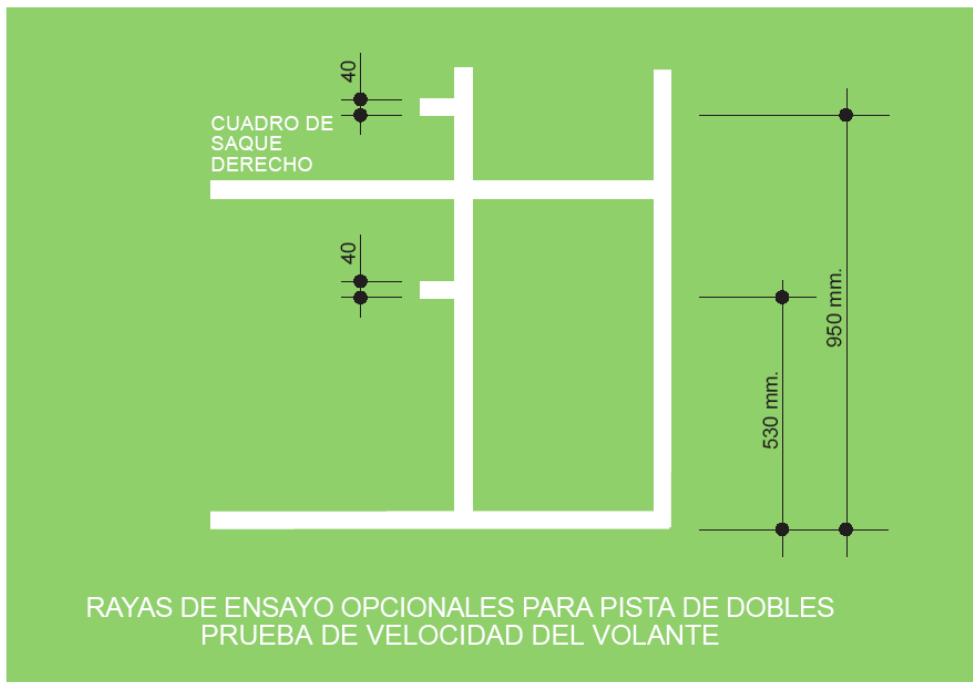 40
CUADRO DE
SAQUE
DERECHO
40
950 mm.
530 mm.
RAYAS DE ENSAYO OPCIONALES PARA PISTA DE DOBLES
PRUEBA DE VELOCIDAD DEL VOLANTE